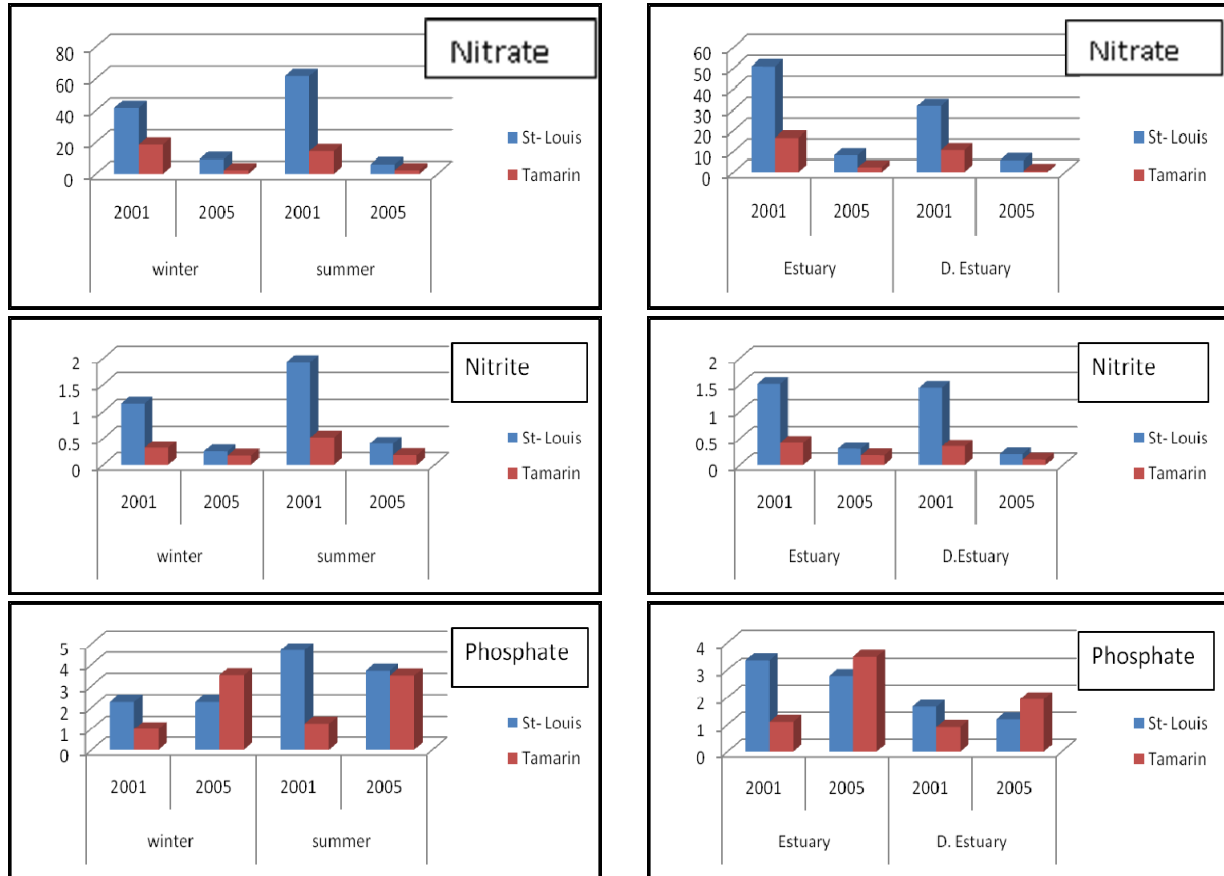 Nitrate
80
60
40
20
0
St- Louis
Tamarin
2001 2005 2001 2005
winter summer
Nitrate
60
50
40
30
20
10
0
St- Louis
Tamarin
2001 2005 2001 2005
Estuary D. Estuary
Nitrite
2
1.5
1
0.5
0
St- Louis
Tamarin
2001 2005 2001 2005
winter summer
Nitrite
2
1.5
1
0.5
0
St- Louis
Tamarin
2001 2005 2001 2005
Estuary D.Estuary
Phosphate
5
4
3
2
1
0
St- Louis
Tamarin
2001 2005 2001 2005
winter summer
Phosphate
4
3
2
1
0
St- Louis
Tamarin
2001 2005 2001 2005
Estuary D. Estuary